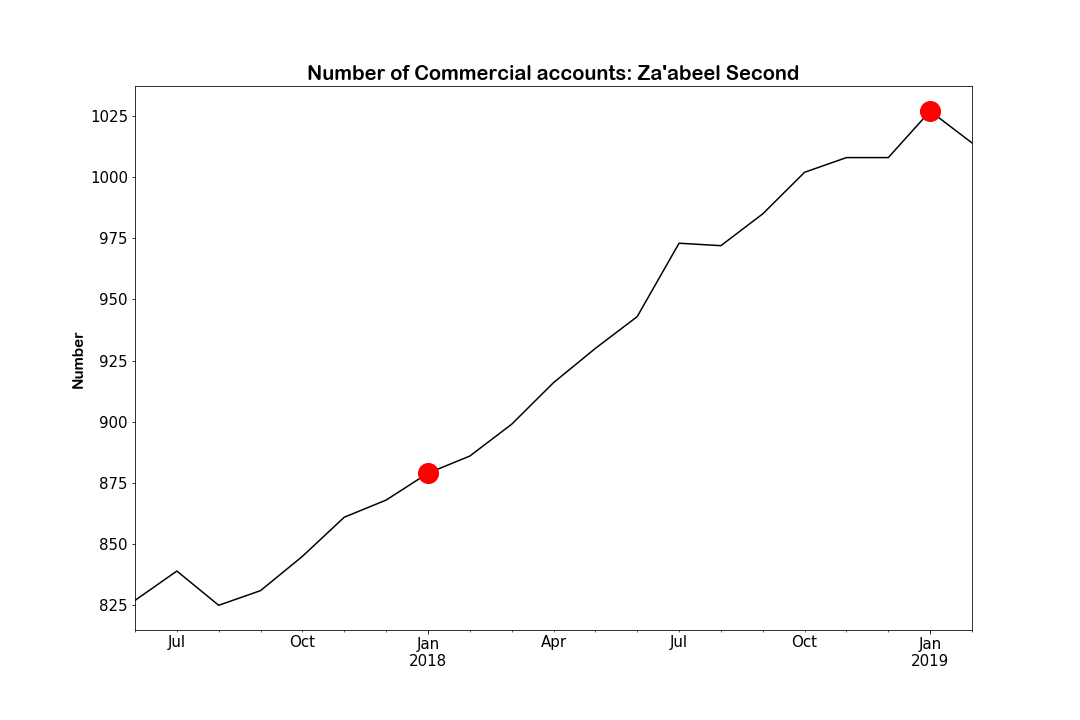 Number of Commercial accounts: Za'abeel Second
1025
1000
975
950
925
900
875
850
825
Number
Jul
Oct
Jan
2018
Apr
Jul
Oct
Jan
2019